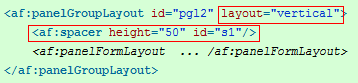 <af:panelGroupLayout id="pgl2" layout="vertical">
<af:spacer height="50" id="s1"/>
<af:panelFormLayout ... /af:panelFormLayout>
</af:panelGroupLayout>